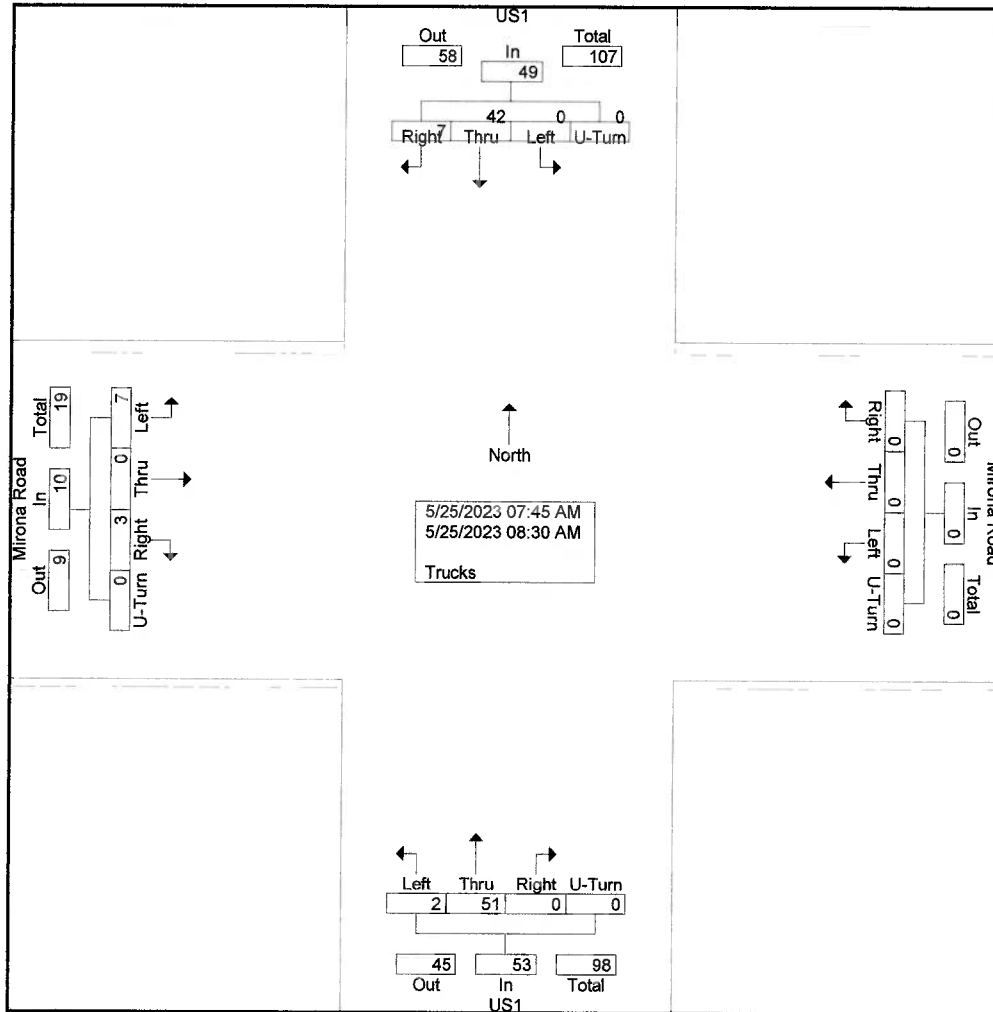 US1
Out In Total
58 49 107
7 42 0 0
Right Thru Left U-Turn
Mirona Road
Total In Out
19 10 9
7 0 3 0
Left Thru Right U-Turn
North
5/25/2023 07:45 AM
5/25/2023 08:30 AM
Trucks
Right Thru Left U-Turn
0 0 0 0
Out In Total
0 0 0
Mirona Road
Left Thru Right U-Turn
2 51 0 0
45 53 98
Out In Total
US1